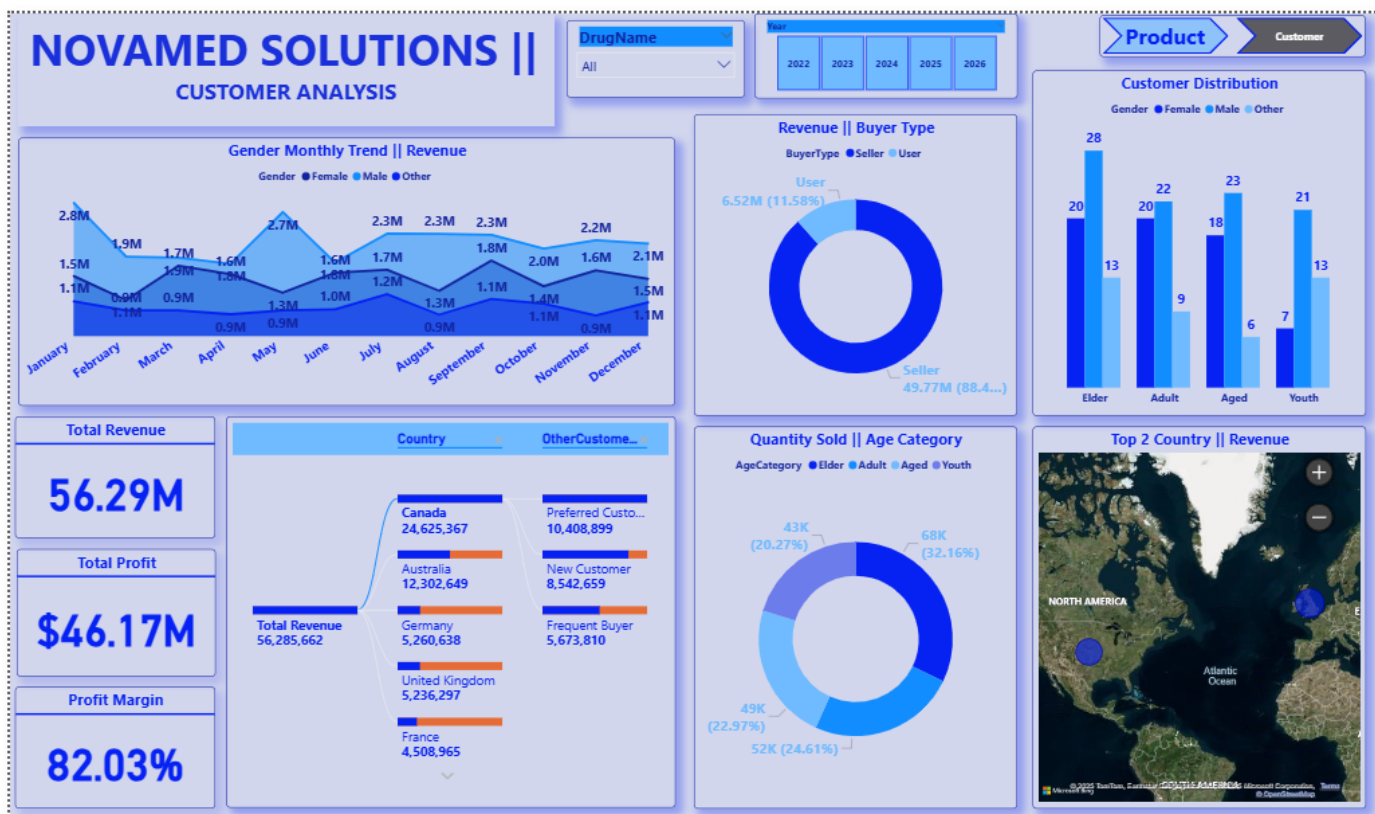 NOVAMED SOLUTIONS ||
CUSTOMER ANALYSIS
DrugName
All
Year
2022 2023 2024 2025 2026
Product
Customer
Gender Monthly Trend || Revenue
Gender Female Male Other
2.8M 1.9M 1.7M 1.6M 2.7M 1.6M 2.3M 2.3M 2.3M 2.0M 2.2M 2.1M
1.5M 0.9M 1.9M 1.8M 1.3M 1.8M 1.7M 1.3M 1.8M 1.4M 1.6M 1.5M
1.1M 1.1M 0.9M 0.9M 0.9M 1.0M 1.2M 0.9M 1.1M 1.1M 0.9M 1.1M
January February March April May June July August September October November December
Revenue || Buyer Type
BuyerType Seller User
User
6.52M (11.58%)
Seller
49.77M (88.4...)
Customer Distribution
Gender Female Male Other
20 28 13 20 22 9 18 23 6 7 21 13
Elder Adult Aged Youth
Total Revenue
56.29M
Total Profit
$46.17M
Profit Margin
82.03%
Country
OtherCustome...
Total Revenue
56,285,662
Canada
24,625,367
Australia
12,302,649
Germany
5,260,638
United Kingdom
5,236,297
France
4,508,965
Preferred Custo...
10,408,899
New Customer
8,542,659
Frequent Buyer
5,673,810
Quantity Sold || Age Category
AgeCategory Elder Adult Aged Youth
43K
(20.27%)
68K
(32.16%)
49K
(22.97%)
52K (24.61%)
Top 2 Country || Revenue
NORTH AMERICA
E
Atlantic
Ocean
SOUTH AMERICA
Microsoft Bing
Microsoft Corporation, Terms
© OpenStreetMap